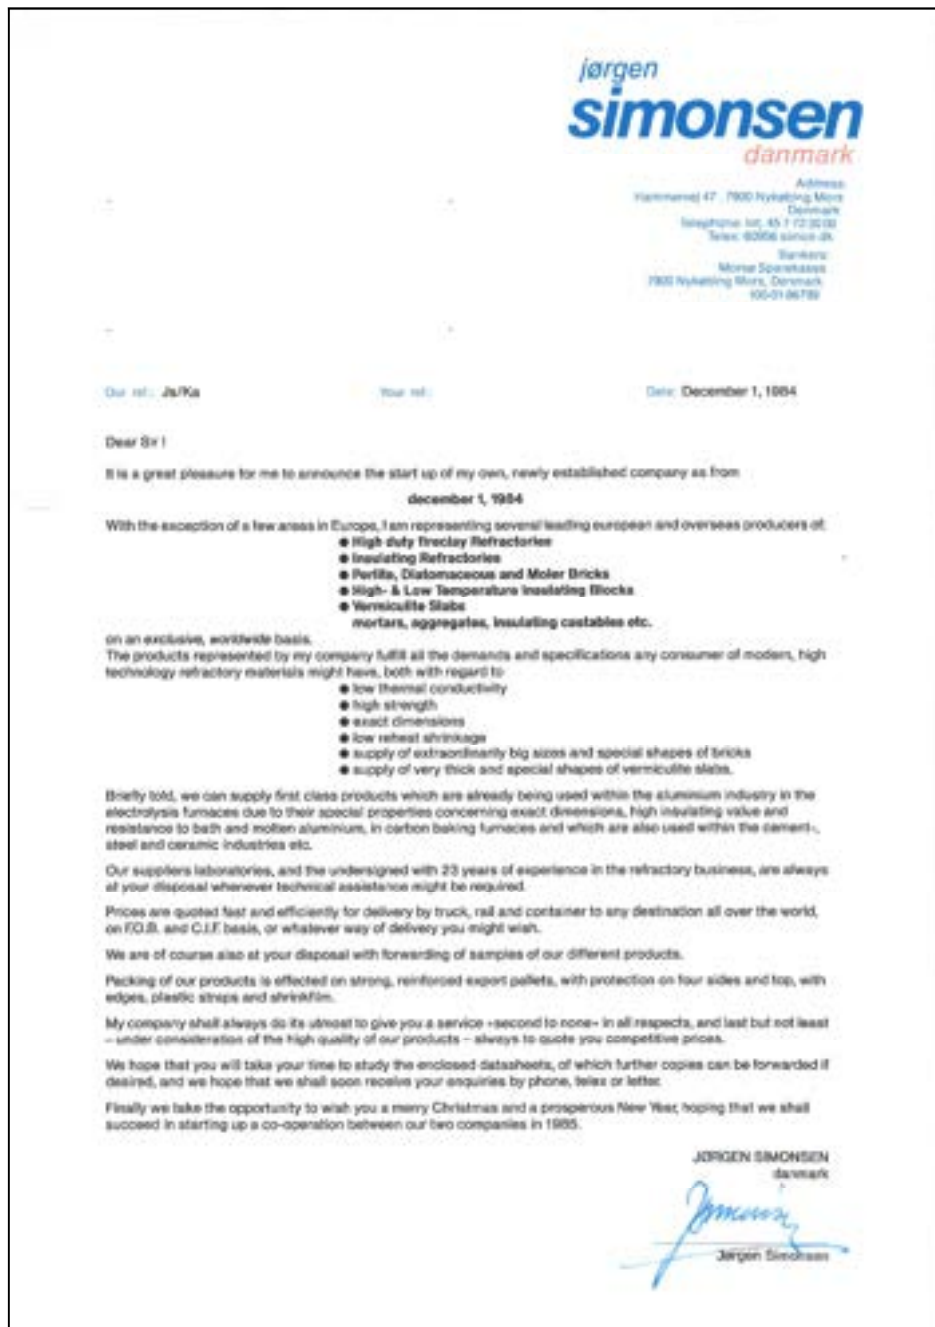 jørgen
simonsen
danmark
Address
Hammervej 47 . 7900 Nykøbing Mors
Denmark
Telephone: Int. 45 7 72
Telex: simon dk
Bankers:
Morsø Sparekasse
7900 Nykøbing Mors, Denmark
Our ref.: Js/Ka Your ref.: Date: December 1, 1984
Dear Sir !
It is a great pleasure for me to announce the start up of my own, newly established company as from
december 1, 1984
With the exception of a few areas in Europe, I am representing several leading european and overseas producers of:
● High duty fireclay Refractories
● Insulating Refractories
● Perlite, Diatomaceous and Moler Bricks
● High- & Low Temperature Insulating Blocks
● Vermiculite Slabs
mortars, aggregates, insulating castables etc.
on an exclusive, worldwide basis.
The products represented by my company fulfill all the demands and specifications any consumer of modern, high
technology refractory materials might have, both with regard to
● low thermal conductivity
● high strength
● exact dimensions
● low reheat shrinkage
● supply of extraordinarily big sizes and special shapes of bricks
● supply of very thick and special shapes of vermiculite slabs.
Briefly told, we can supply first class products which are already being used within the aluminium industry in the
electrolysis furnaces due to their special properties concerning exact dimensions, high insulating value and
resistance to bath and molten aluminium, in carbon baking furnaces and which are also used within the cement-,
steel and ceramic industries etc.
Our suppliers laboratories, and the undersigned with 23 years of experience in the refractory business, are always
at your disposal whenever technical assistance might be required.
Prices are quoted fast and efficiently for delivery by truck, rail and container to any destination all over the world,
on F.O.B. and C.I.F. basis, or whatever way of delivery you might wish.
We are of course also at your disposal with forwarding of samples of our different products.
Packing of our products is effected on strong, reinforced export pallets, with protection on four sides and top, with
edges, plastic straps and shrinkfilm.
My company shall always do its utmost to give you a service »second to none« in all respects, and last but not least
– under consideration of the high quality of our products – always to quote you competitive prices.
We hope that you will take your time to study the enclosed datasheets, of which further copies can be forwarded if
desired, and we hope that we shall soon receive your enquiries by phone, telex or letter.
Finally we take the opportunity to wish you a merry Christmas and a prosperous New Year, hoping that we shall
succeed in starting up a co-operation between our two companies in 1985.
JØRGEN SIMONSEN
danmark
Jørgen Simonsen